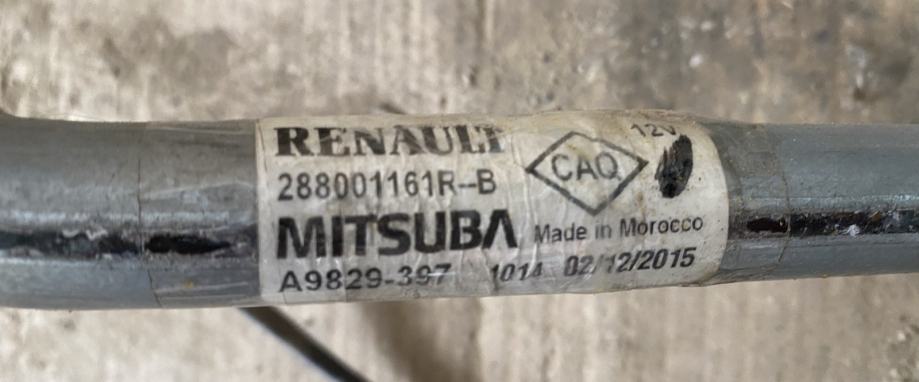 RENAULT
12V
288001161R--B
CAQ
MITSUBA Made in Morocco
A9829-397 1014 02/12/2015